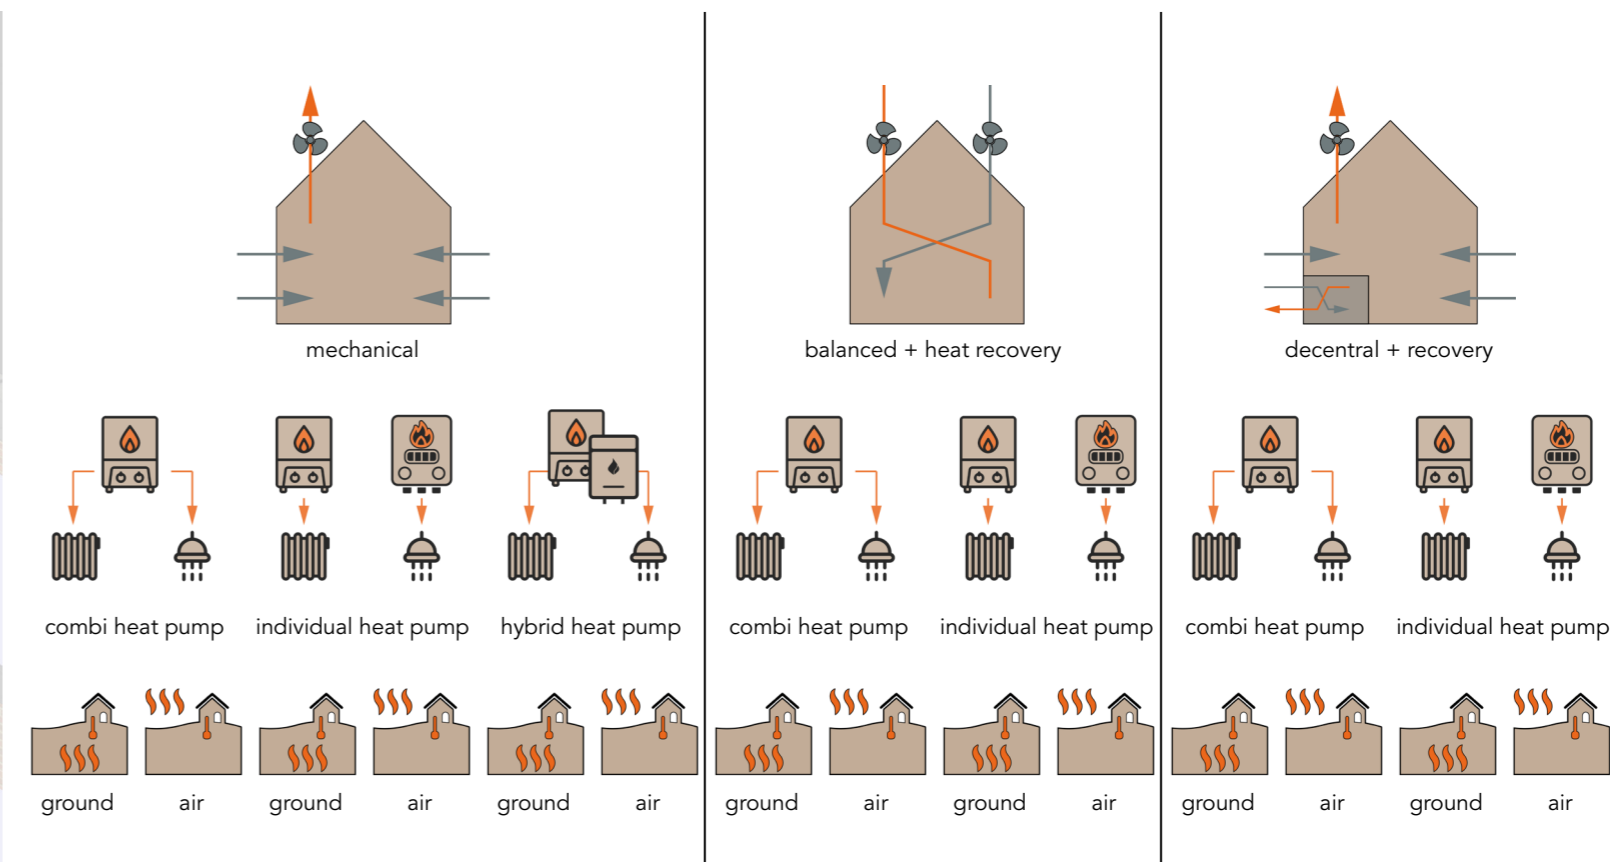 mechanical
balanced + heat recovery
decentral + recovery
combi heat pump
individual heat pump
hybrid heat pump
combi heat pump
individual heat pump
combi heat pump
individual heat pump
ground
air
ground
air
ground
air
ground
air
ground
air
ground
air
ground
air